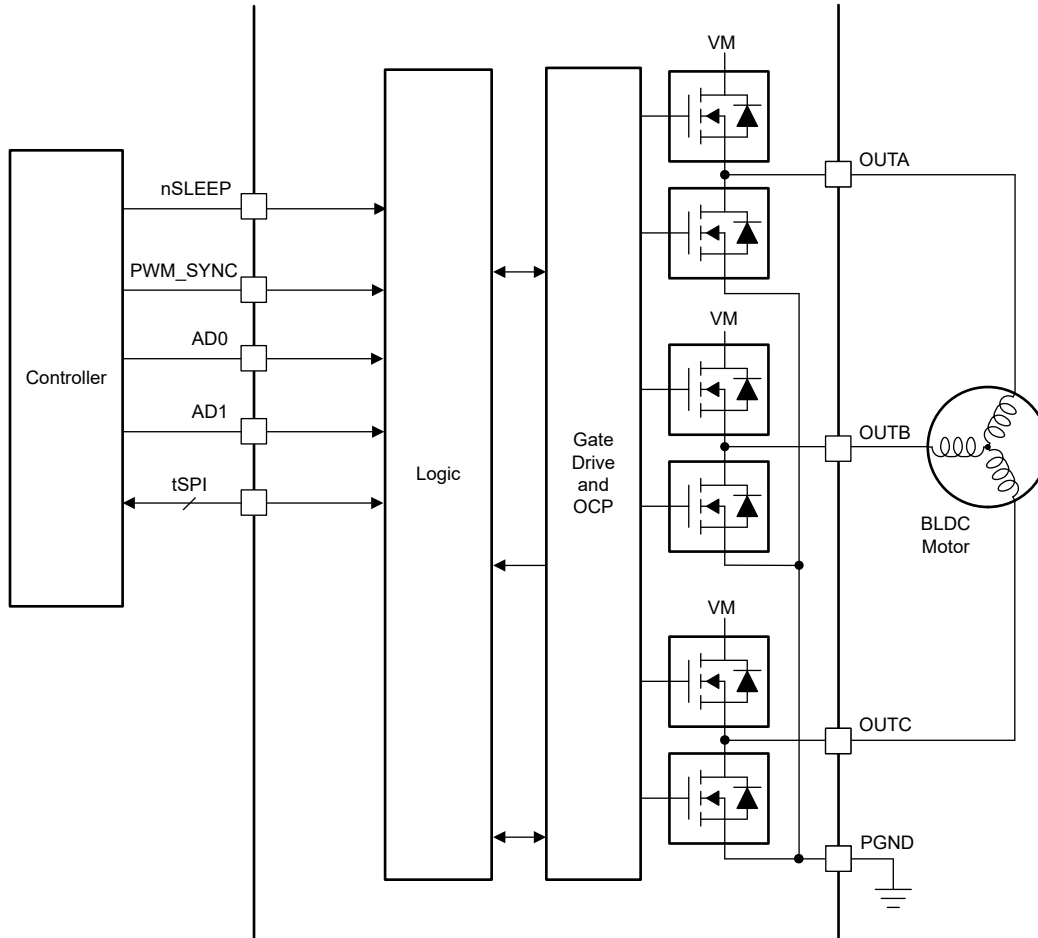 VM
OUTA
nSLEEP
PWM_SYNC
VM
AD0
Controller
AD1
OUTB
Gate
Drive
and
OCP
Logic
tSPI
BLDC
Motor
VM
OUTC
PGND